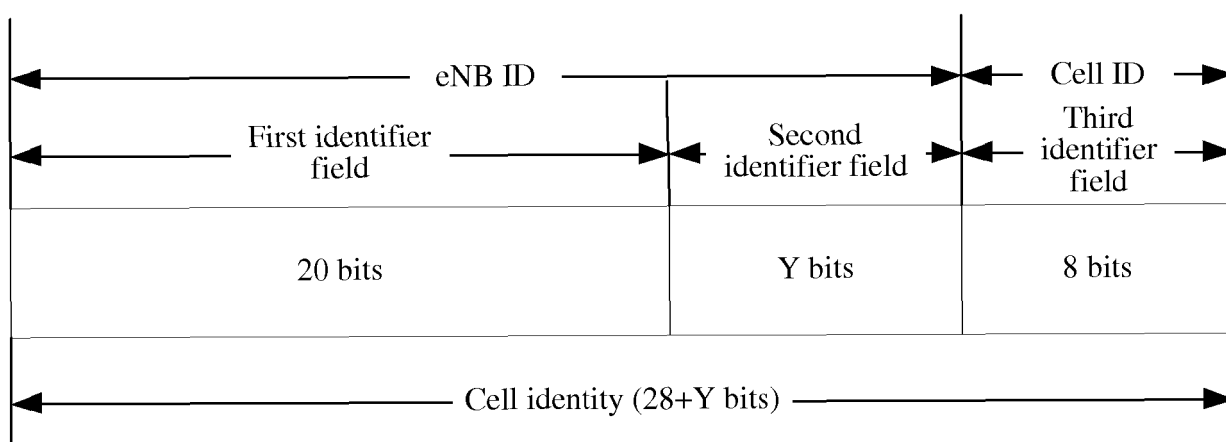 eNB ID
Cell ID
First identifier
field
Second
identifier field
Third
identifier
field
20 bits
Y bits
8 bits
Cell identity (28+Y bits)